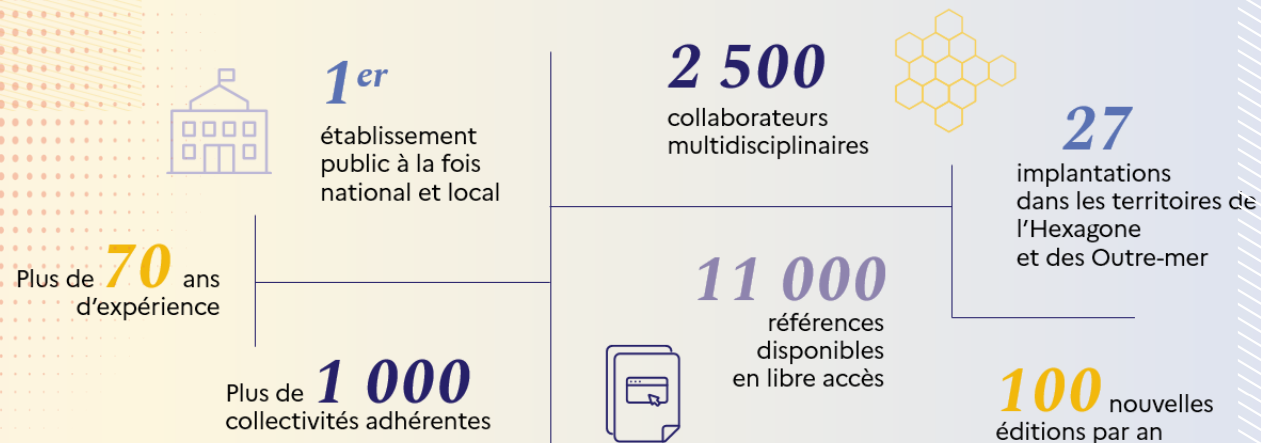 1er
établissement
public à la fois
national et local
2 500
collaborateurs
multidisciplinaires
27
implantations
dans les territoires de
l'Hexagone
et des Outre-mer
Plus de 70 ans
d'expérience
11 000
références
disponibles
en libre accès
Plus de 1 000
collectivités adhérentes
100 nouvelles
éditions par an